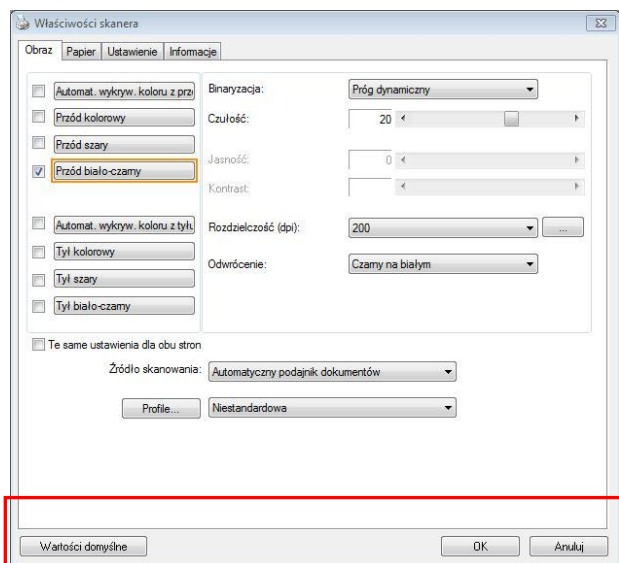 Właściwości skanera
Obraz Papier Ustawienie Informacje
Automat. wykryw. koloru z prze
Przód kolorowy
Przód szary
Przód biało-czarny
Automat. wykryw. koloru z tyłu
Tył kolorowy
Tył szary
Tył biało-czarny
Binaryzacja: Próg dynamiczny
Czułość: 20
Jasność: 0
Kontrast:
Rozdzielczość (dpi): 200 ...
Odwrócenie: Czarny na białym
Te same ustawienia dla obu stron
Źródło skanowania: Automatyczny podajnik dokumentów
Profile... Niestandardowa
Wartości domyślne OK Anuluj